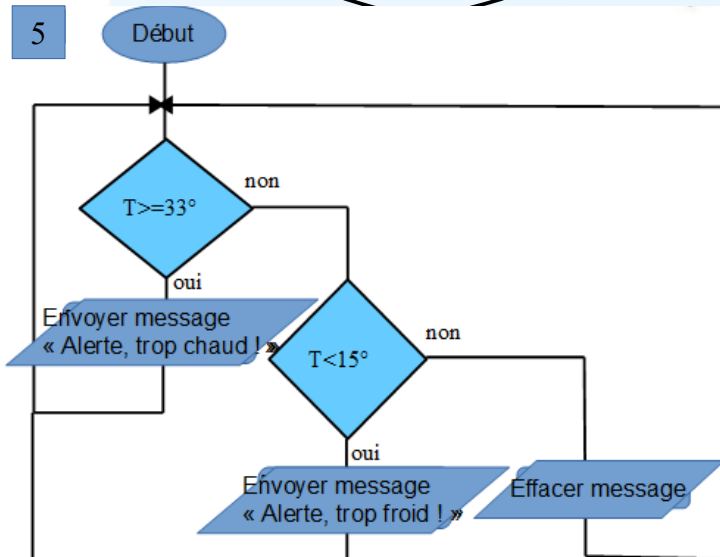 5
Début
T>=33°
non
oui
Envoyer message
« Alerte, trop chaud ! »
T<15°
non
oui
Envoyer message
« Alerte, trop froid ! »
Effacer message